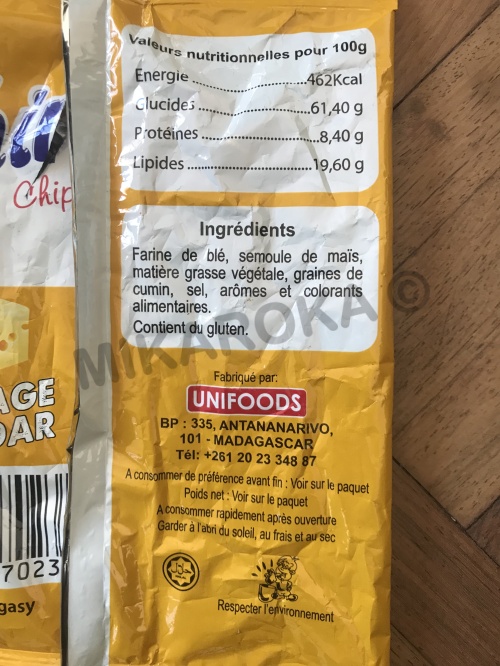 Valeurs nutritionnelles pour 100g
Energie ..............................462Kcal
Glucides ..............................61,40 g
Protéines ..............................8,40 g
Lipides ..............................19,60 g
Ingrédients
Farine de blé, semoule de maïs,
matière grasse végétale, graines de
cumin, sel, arômes et colorants
alimentaires.
Contient du gluten.
MIKAROKA ©
Fabriqué par:
UNIFOODS
BP : 335, ANTANANARIVO,
101 - MADAGASCAR
Tél: +261 20 23 348 87
A consommer de préférence avant fin : Voir sur le paquet
Poids net : Voir sur le paquet
A consommer rapidement après ouverture
Garder à l'abri du soleil, au frais et au sec
Respecter l'environnement
Chip
AGE
DAR
7023
gasy